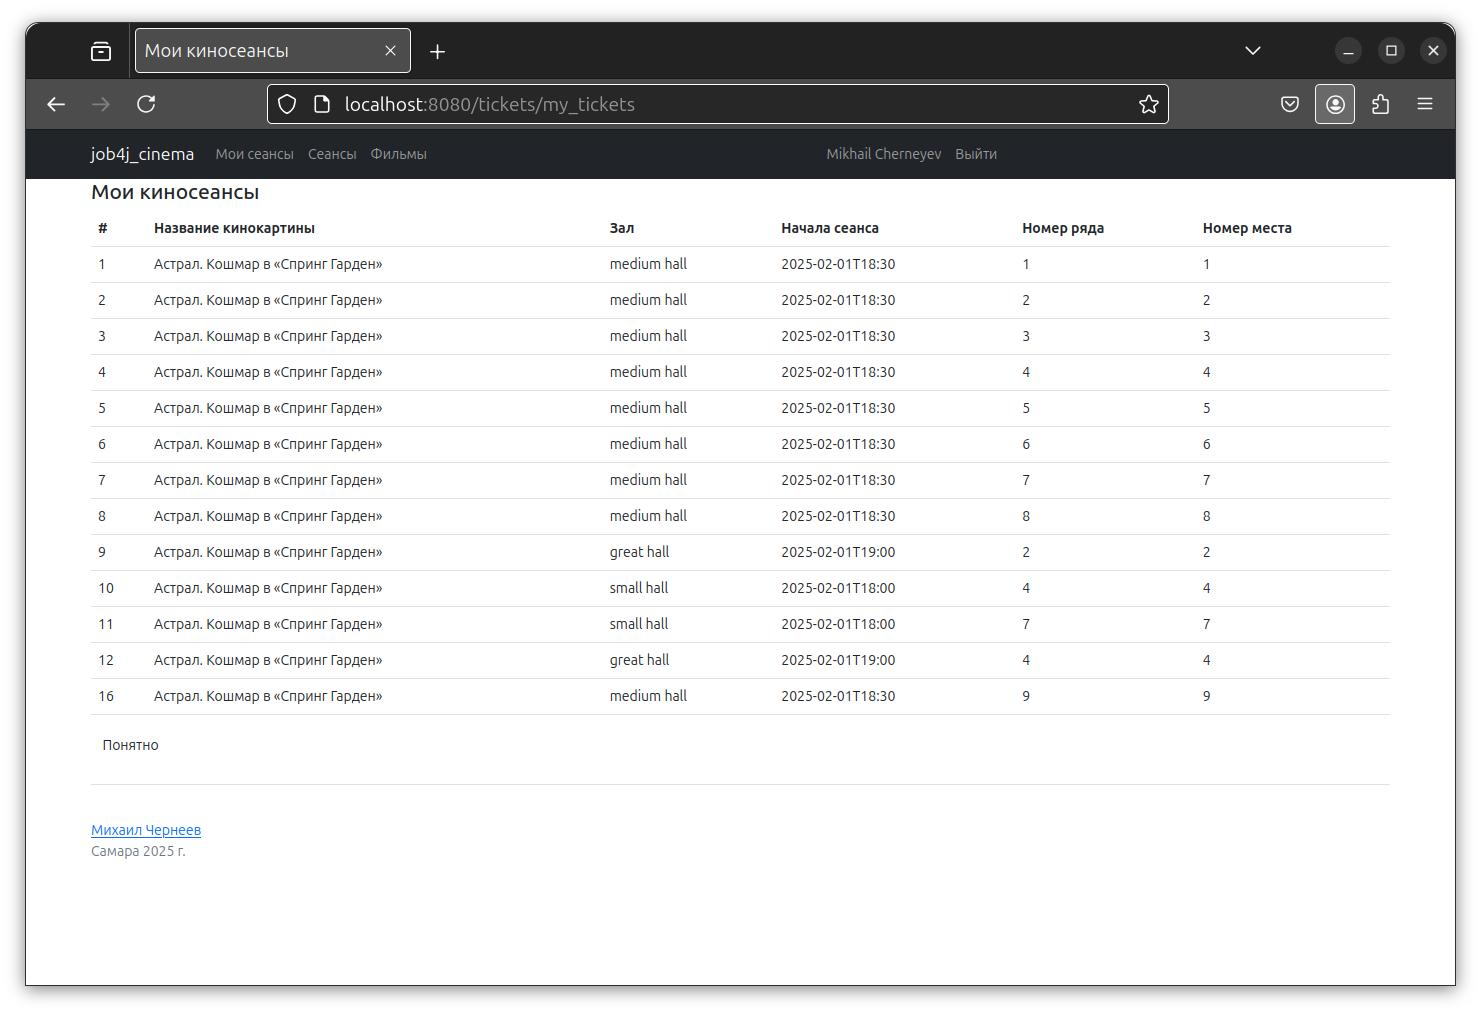 Мои киносеансы
localhost:8080/tickets/my_tickets
job4j_cinema Мои сеансы Сеансы Фильмы Mikhail Cherneyev Выйти
Мои киносеансы
# Название кинокартины Зал Начала сеанса Номер ряда Номер места
1 Астрал. Кошмар в «Спринг Гарден» medium hall 2025-02-01T18:30 1 1
2 Астрал. Кошмар в «Спринг Гарден» medium hall 2025-02-01T18:30 2 2
3 Астрал. Кошмар в «Спринг Гарден» medium hall 2025-02-01T18:30 3 3
4 Астрал. Кошмар в «Спринг Гарден» medium hall 2025-02-01T18:30 4 4
5 Астрал. Кошмар в «Спринг Гарден» medium hall 2025-02-01T18:30 5 5
6 Астрал. Кошмар в «Спринг Гарден» medium hall 2025-02-01T18:30 6 6
7 Астрал. Кошмар в «Спринг Гарден» medium hall 2025-02-01T18:30 7 7
8 Астрал. Кошмар в «Спринг Гарден» medium hall 2025-02-01T18:30 8 8
9 Астрал. Кошмар в «Спринг Гарден» great hall 2025-02-01T19:00 2 2
10 Астрал. Кошмар в «Спринг Гарден» small hall 2025-02-01T18:00 4 4
11 Астрал. Кошмар в «Спринг Гарден» small hall 2025-02-01T18:00 7 7
12 Астрал. Кошмар в «Спринг Гарден» great hall 2025-02-01T19:00 4 4
16 Астрал. Кошмар в «Спринг Гарден» medium hall 2025-02-01T18:30 9 9
Понятно
Михаил Чернеев
Самара 2025 г.